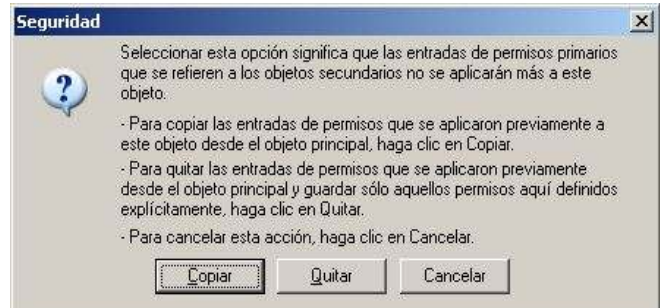 Seguridad
Seleccionar esta opción significa que las entradas de permisos primarios
que se refieren a los objetos secundarios no se aplicarán más a este
objeto.
- Para copiar las entradas de permisos que se aplicaron previamente a
este objeto desde el objeto principal, haga clic en Copiar.
- Para quitar las entradas de permisos que se aplicaron previamente
desde el objeto principal y guardar sólo aquellos permisos aquí definidos
explícitamente, haga clic en Quitar.
- Para cancelar esta acción, haga clic en Cancelar.
Copiar Quitar Cancelar